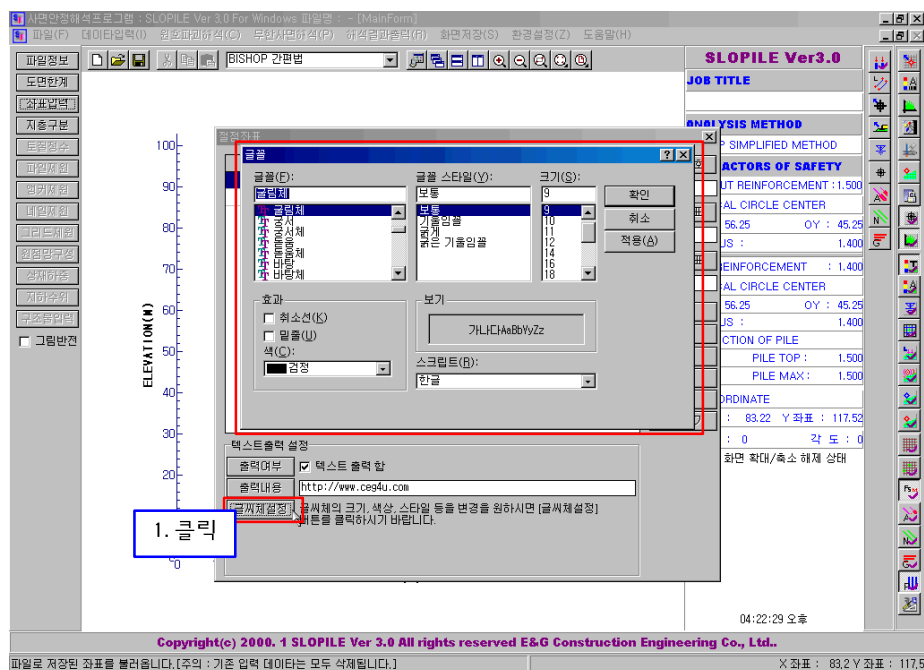 사면안정해석프로그램 : SLOPILE Ver 3.0 For Windows 파일명 : - [MainForm]
파일(F) 데이타입력(I) 원호파괴해석(C) 무한사면해석(P) 해석결과출력(R) 화면저장(S) 환경설정(Z) 도움말(H)
파일정보
도면한계
좌표입력
지층구분
토질정수
파일제원
앵커제원
네일제원
그리드제원
원점망구성
상재하중
지하수위
구조물입력
그림반전
BISHOP 간편법
ELEVATION(M)
100
90
80
70
60
50
40
30
20
0
절점좌표
글꼴
글꼴(F):
굴림체
굴림체
궁서
궁서체
돋움
돋움체
바탕
바탕체
글꼴 스타일(Y):
보통
보통
기울임꼴
굵게
굵은 기울임꼴
크기(S):
9
9
10
11
12
14
16
18
확인
취소
적용(A)
효과
취소선(K)
밑줄(U)
색(C):
검정
보기
가나다AaBbYyZz
스크립트(R):
한글
텍스트출력 설정
출력여부
텍스트 출력 함
출력내용
http://www.ceg4u.com
글씨체설정
글씨체의 크기, 색상, 스타일 등을 변경을 원하시면 [글씨체설정]
버튼를 클릭하시기 바랍니다.
1. 클릭
SLOPILE Ver3.0
JOB TITLE
ANALYSIS METHOD
P SIMPLIFIED METHOD
ACTORS OF SAFETY
UT REINFORCEMENT : 1.500
AL CIRCLE CENTER
56.25 OY : 45.25
US : 1.400
EINFORCEMENT : 1.400
AL CIRCLE CENTER
56.25 OY : 45.25
US : 1.400
CTION OF PILE
PILE TOP : 1.500
PILE MAX : 1.500
ORDINATE
: 83.22 Y 좌표 : 117.52
: 0 각 도 : 0
화면 확대/축소 해제 상태
04:22:29 오후
Copyright(c) 2000. 1 SLOPILE Ver 3.0 All rights reserved E&G Construction Engineering Co., Ltd..
파일로 저장된 좌표를 불러옵니다.[주의 : 기존 입력 데이타는 모두 삭제됩니다.]
X 좌표 : 83.2 Y 좌표 : 117.5